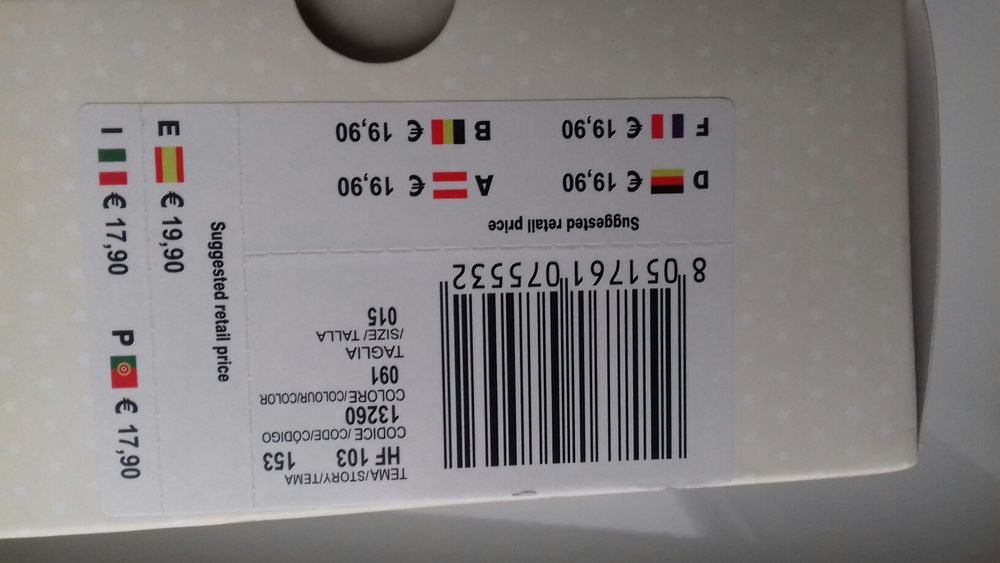 TEMA/STORY/TEMA
HF 103 153
CODICE/CODE/CÓDIGO
13260
COLORE/COLOUR/COLOR
091
TAGLIA
/SIZE/TALLA
015
8 051761 075532
Suggested retail price
D € 19,90
A € 19,90
F € 19,90
B € 19,90
Suggested retail price
E € 19,90
I € 17,90
P € 17,90